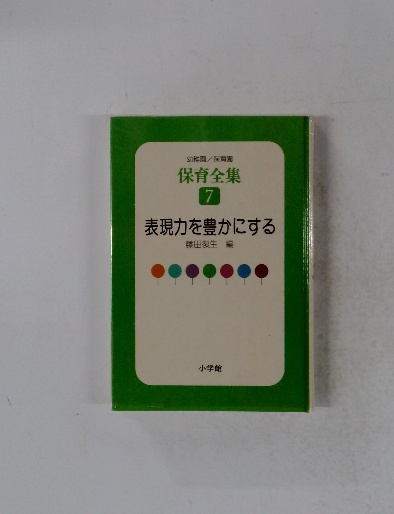 幼稚園／保育園
保育全集
7
表現力を豊かにする
編
小学館